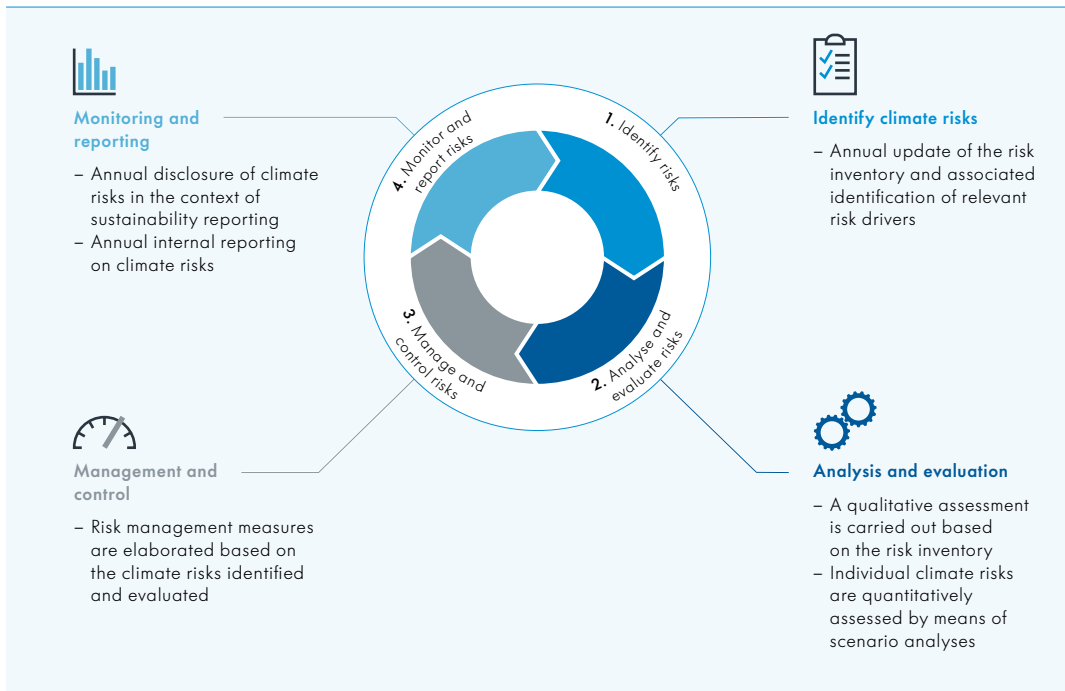 Monitoring and
reporting
– Annual disclosure of climate
risks in the context of
sustainability reporting
– Annual internal reporting
on climate risks
4. Monitor and
report risks
1. Identify risks
Identify climate risks
– Annual update of the risk
inventory and associated
identification of relevant
risk drivers
3. Manage and
control risks
2. Analyse and
evaluate risks
Management and
control
– Risk management measures
are elaborated based on
the climate risks identified
and evaluated
Analysis and evaluation
– A qualitative assessment
is carried out based
on the risk inventory
– Individual climate risks
are quantitatively
assessed by means of
scenario analyses